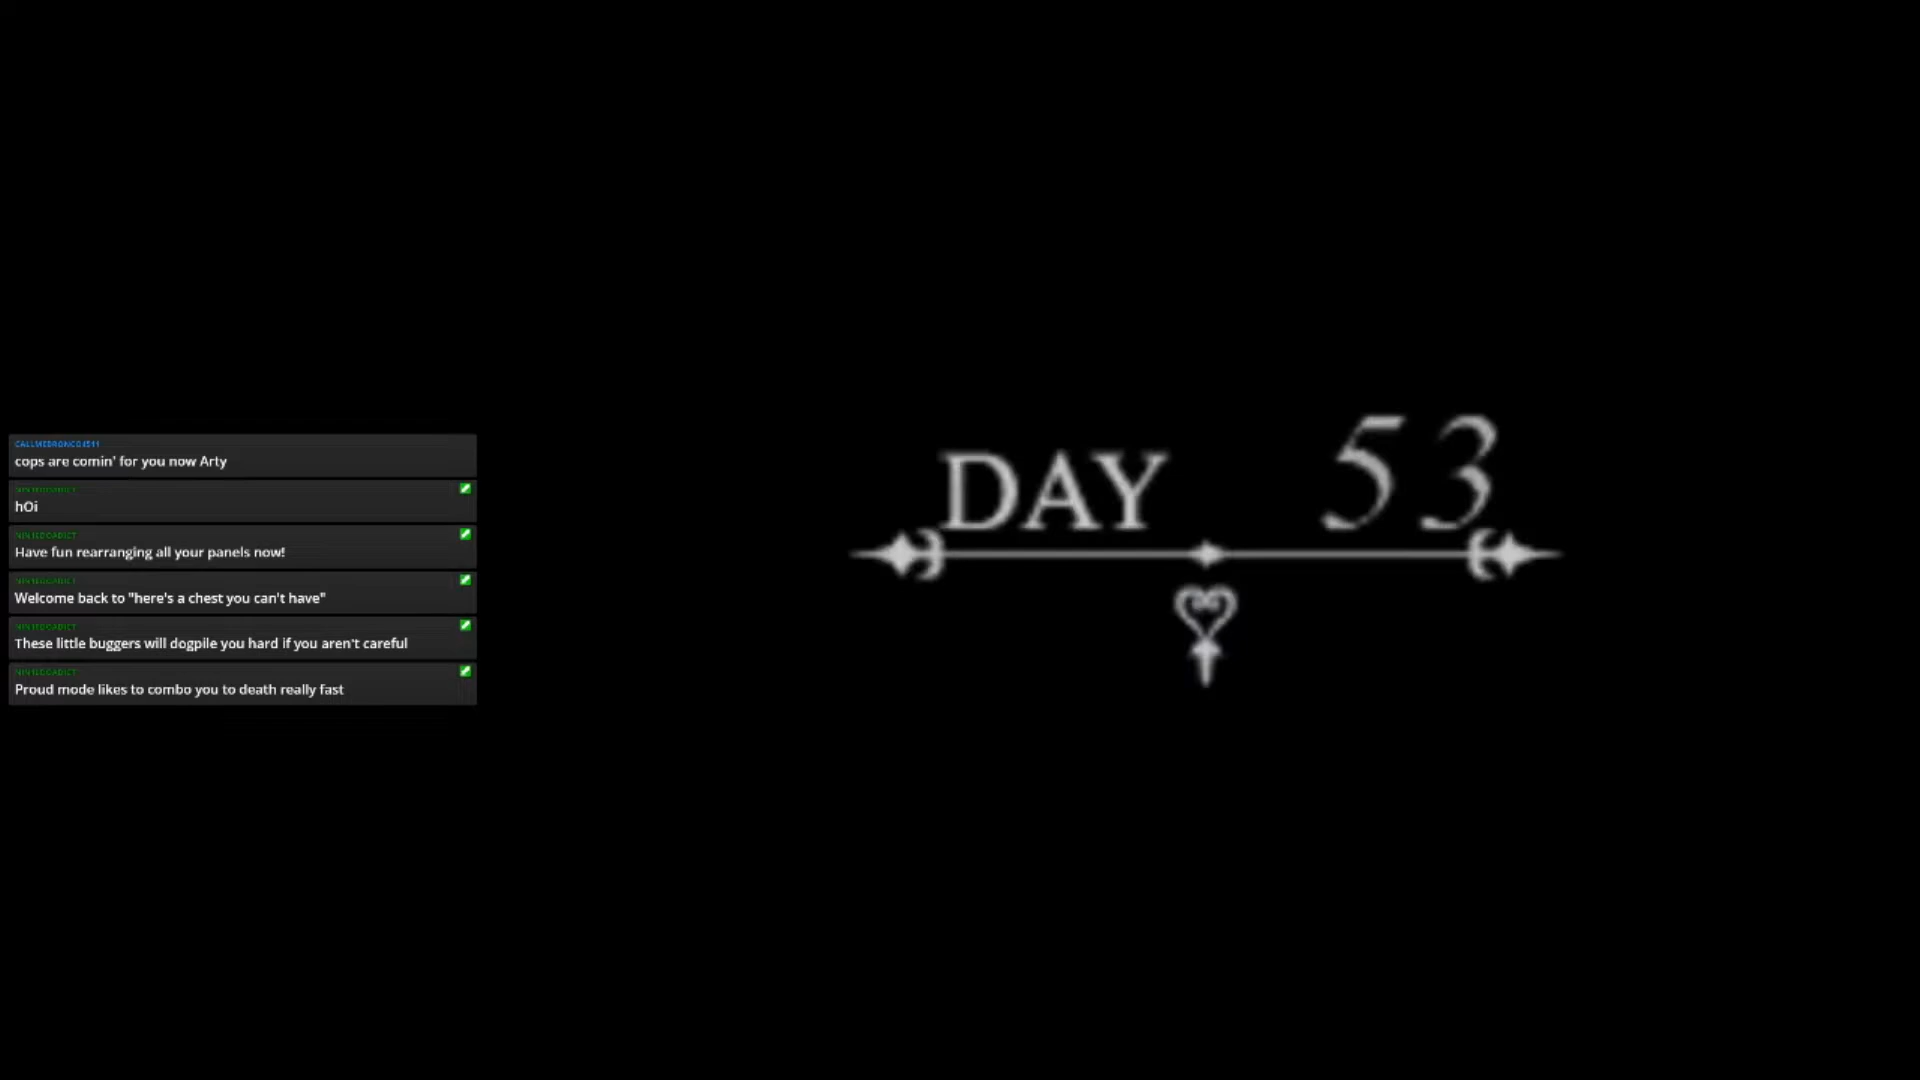 CALLMEBRONCO4511
cops are comin' for you now Arty
hOi
Have fun rearranging all your panels now!
Welcome back to "here's a chest you can't have"
These little buggers will dogpile you hard if you aren't careful
Proud mode likes to combo you to death really fast
DAY 53